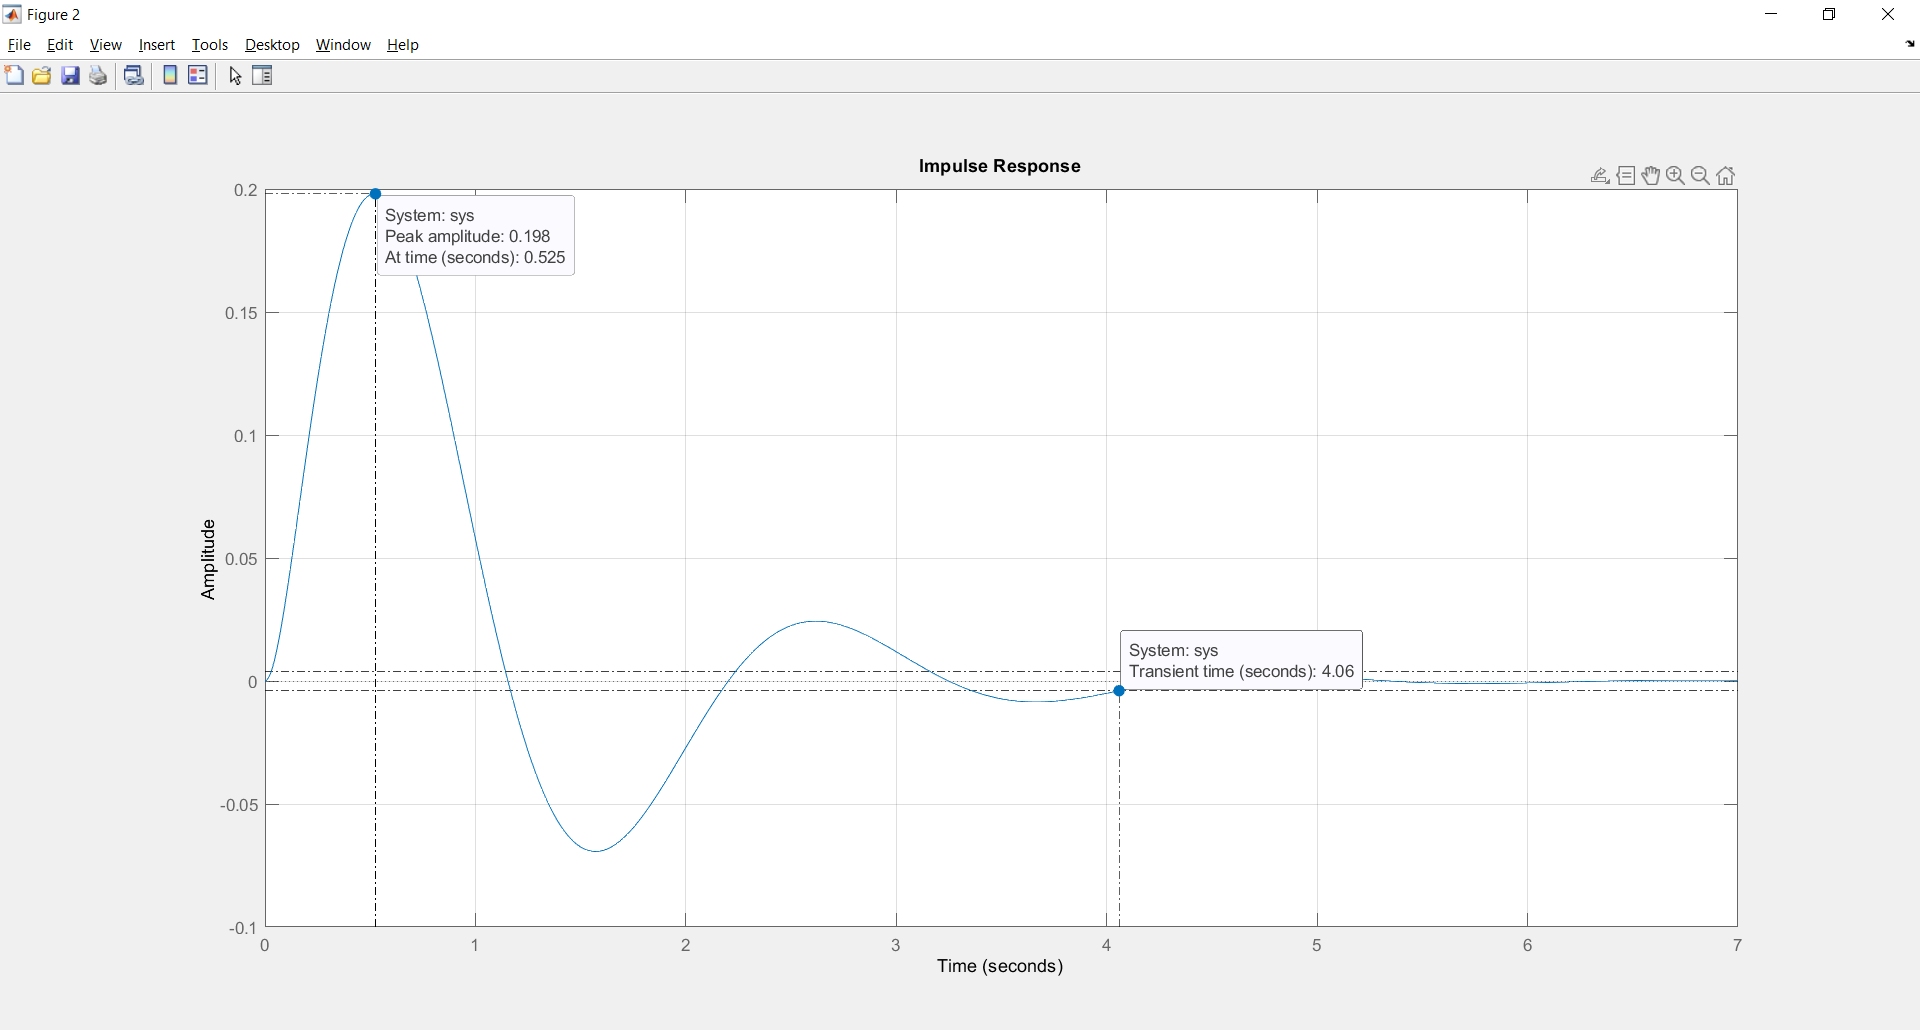 Figure 2
File Edit View Insert Tools Desktop Window Help
Impulse Response
System: sys
Peak amplitude: 0.198
At time (seconds): 0.525
System: sys
Transient time (seconds): 4.06
Amplitude
0.2
0.15
0.1
0.05
0
-0.05
-0.1
0 1 2 3 4 5 6 7
Time (seconds)